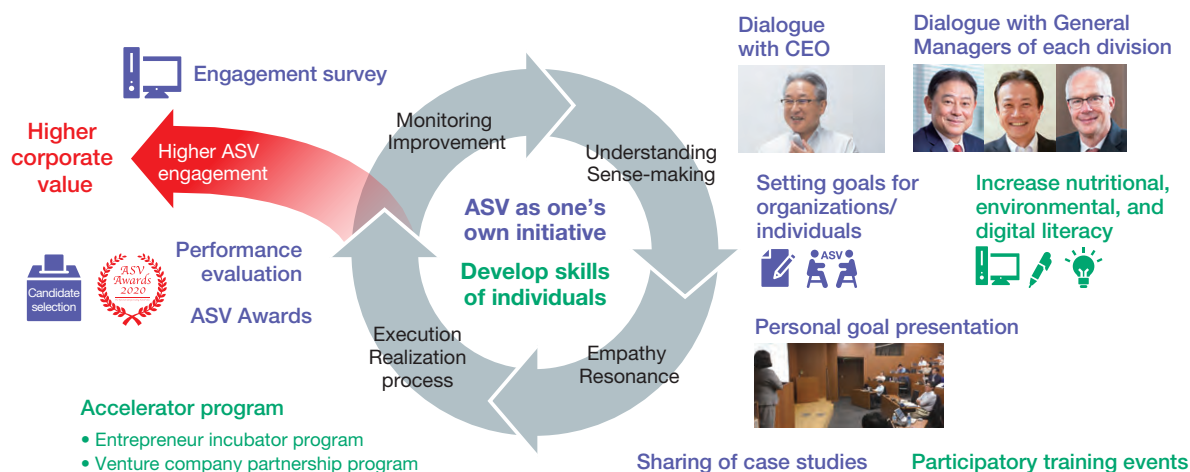 Dialogue
with CEO
Dialogue with General
Managers of each division
Engagement survey
Higher
corporate
value
Higher ASV
engagement
Monitoring
Improvement
Understanding
Sense-making
ASV as one's
own initiative
Develop skills
of individuals
Setting goals for
organizations/
individuals
ASV
Increase nutritional,
environmental, and
digital literacy
Candidate
selection
ASV
Awards
2020
Performance
evaluation
ASV Awards
Execution
Realization
process
Empathy
Resonance
Personal goal presentation
Accelerator program
• Entrepreneur incubator program
• Venture company partnership program
Sharing of case studies
Participatory training events